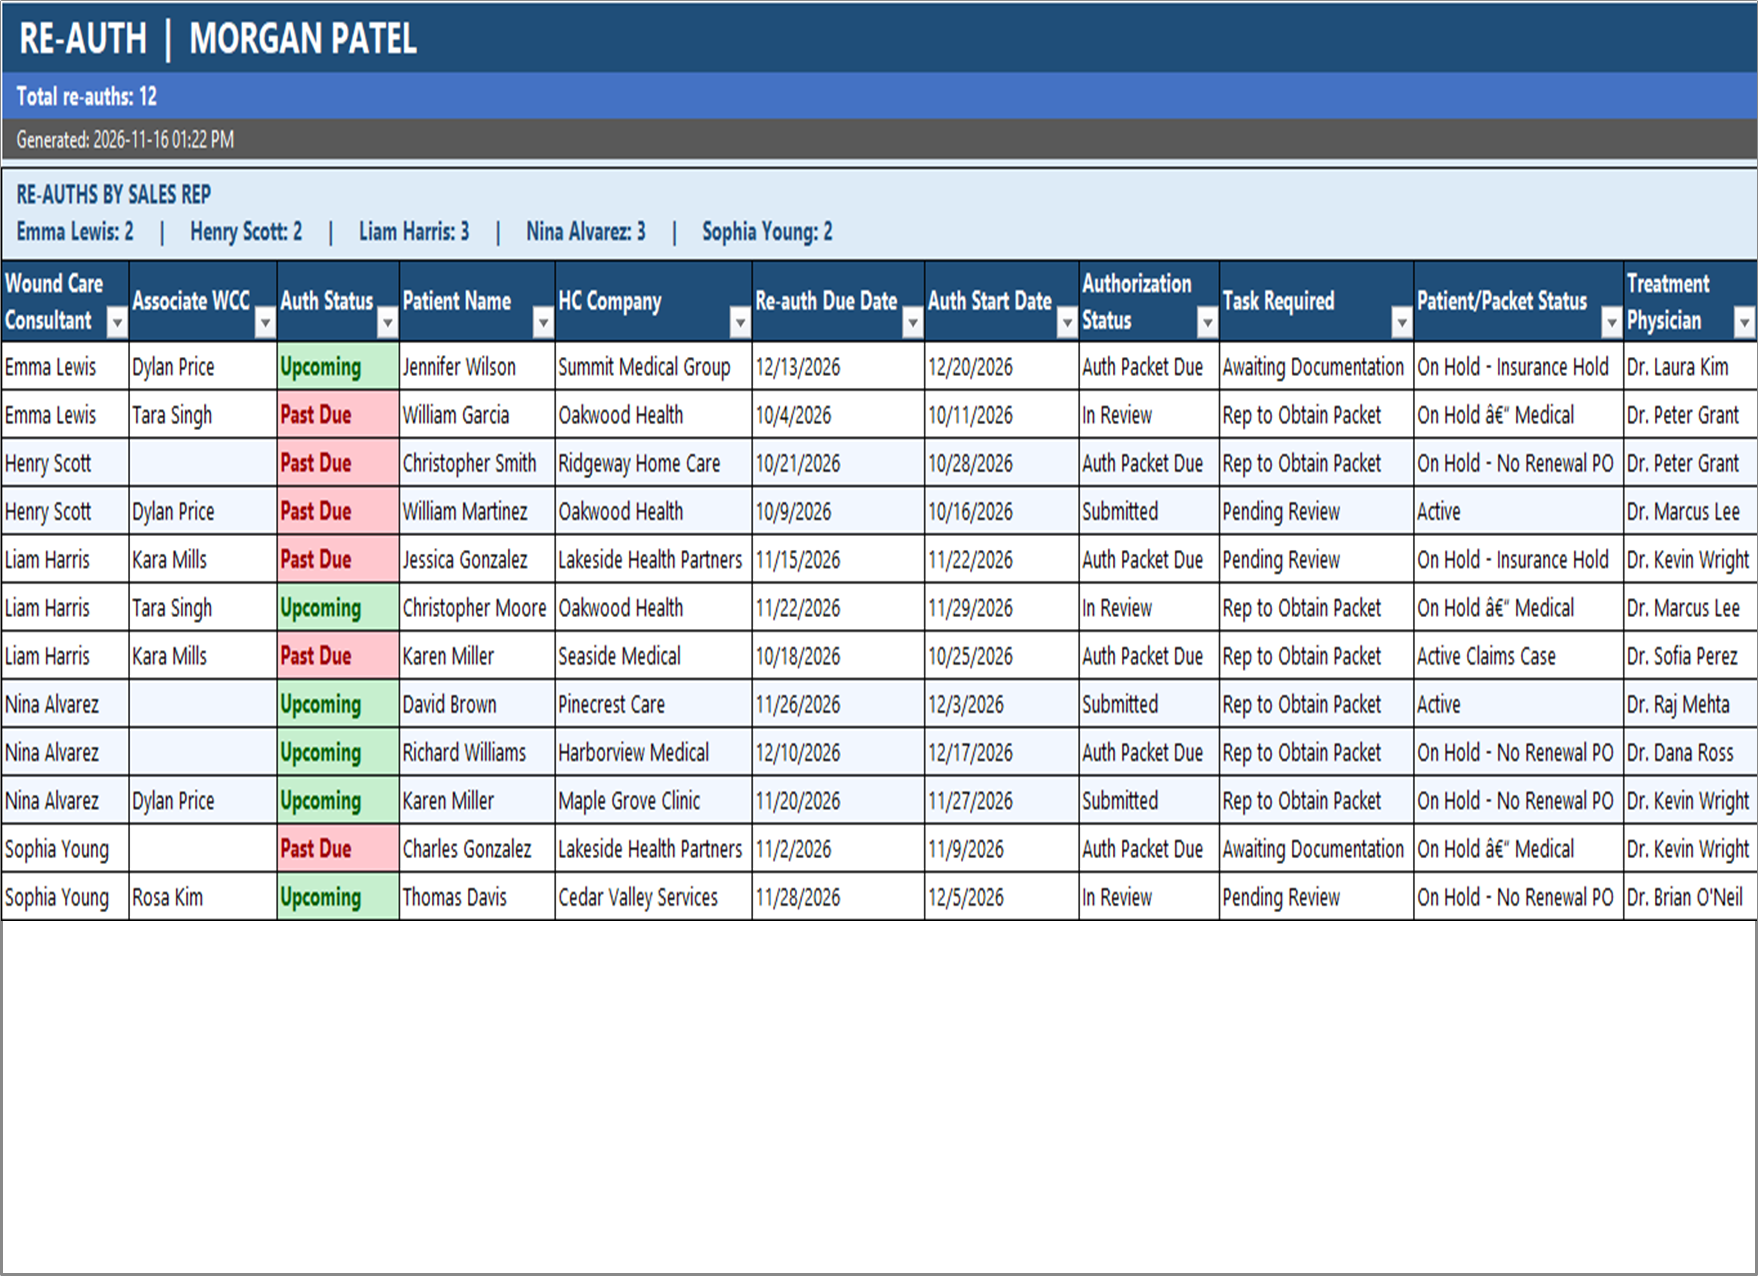 RE-AUTH | MORGAN PATEL
Total re-auths: 12
Generated: 2026-11-16 01:22 PM
RE-AUTHS BY SALES REP
Emma Lewis: 2 | Henry Scott: 2 | Liam Harris: 3 | Nina Alvarez: 3 | Sophia Young: 2
Wound Care Consultant Associate WCC Auth Status Patient Name HC Company Re-auth Due Date Auth Start Date Authorization Status Task Required Patient/Packet Status Treatment Physician
Emma Lewis Dylan Price Upcoming Jennifer Wilson Summit Medical Group 12/13/2026 12/20/2026 Auth Packet Due Awaiting Documentation On Hold - Insurance Hold Dr. Laura Kim
Emma Lewis Tara Singh Past Due William Garcia Oakwood Health 10/4/2026 10/11/2026 In Review Rep to Obtain Packet On Hold â€“ Medical Dr. Peter Grant
Henry Scott Past Due Christopher Smith Ridgeway Home Care 10/21/2026 10/28/2026 Auth Packet Due Rep to Obtain Packet On Hold - No Renewal PO Dr. Peter Grant
Henry Scott Dylan Price Past Due William Martinez Oakwood Health 10/9/2026 10/16/2026 Submitted Pending Review Active Dr. Marcus Lee
Liam Harris Kara Mills Past Due Jessica Gonzalez Lakeside Health Partners 11/15/2026 11/22/2026 Auth Packet Due Pending Review On Hold - Insurance Hold Dr. Kevin Wright
Liam Harris Tara Singh Upcoming Christopher Moore Oakwood Health 11/22/2026 11/29/2026 In Review Rep to Obtain Packet On Hold â€“ Medical Dr. Marcus Lee
Liam Harris Kara Mills Past Due Karen Miller Seaside Medical 10/18/2026 10/25/2026 Auth Packet Due Rep to Obtain Packet Active Claims Case Dr. Sofia Perez
Nina Alvarez Upcoming David Brown Pinecrest Care 11/26/2026 12/3/2026 Submitted Rep to Obtain Packet Active Dr. Raj Mehta
Nina Alvarez Upcoming Richard Williams Harborview Medical 12/10/2026 12/17/2026 Auth Packet Due Rep to Obtain Packet On Hold - No Renewal PO Dr. Dana Ross
Nina Alvarez Dylan Price Upcoming Karen Miller Maple Grove Clinic 11/20/2026 11/27/2026 Submitted Rep to Obtain Packet On Hold - No Renewal PO Dr. Kevin Wright
Sophia Young Past Due Charles Gonzalez Lakeside Health Partners 11/2/2026 11/9/2026 Auth Packet Due Awaiting Documentation On Hold â€“ Medical Dr. Kevin Wright
Sophia Young Rosa Kim Upcoming Thomas Davis Cedar Valley Services 11/28/2026 12/5/2026 In Review Pending Review On Hold - No Renewal PO Dr. Brian O'Neil